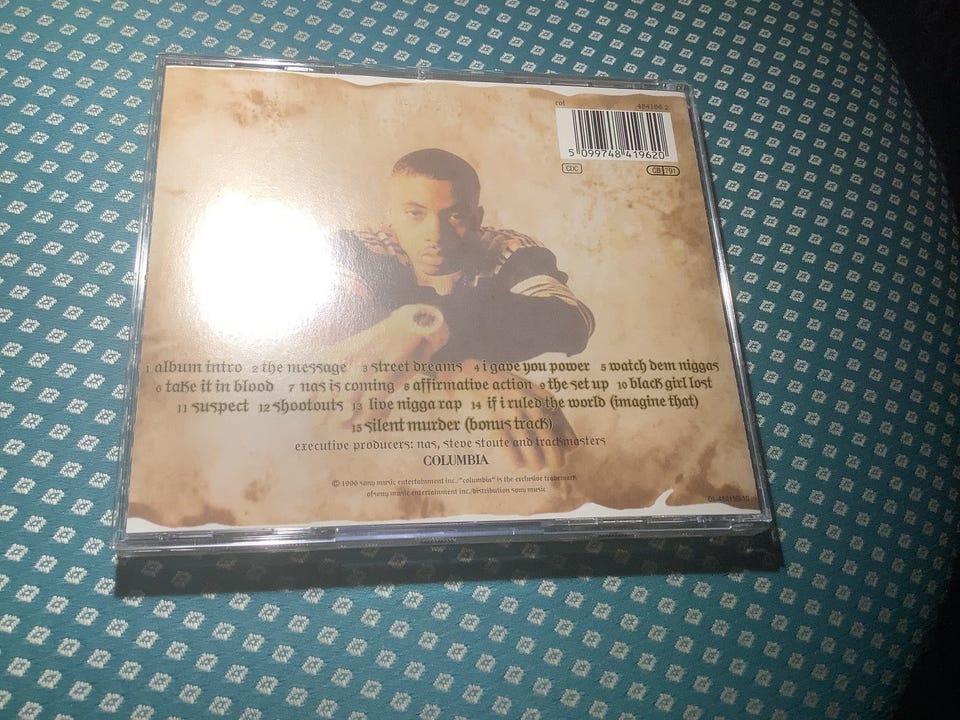 col 484196 2
5 099748 419620
CDC CB 791
1 album intro 2 the message 3 street dreams 4 i gave you power 5 watch dem niggas
6 take it in blood 7 nas is coming 8 affirmative action 9 the set up 10 black girl lost
11 suspect 12 shootouts 13 live nigga rap 14 if i ruled the world (imagine that)
15 silent murder (bonus track)
executive producers: nas, steve stoute and trackmasters
COLUMBIA
© 1996 sony music entertainment inc./"columbia" is the exclusive trademark
of sony music entertainment inc./distribution sony music